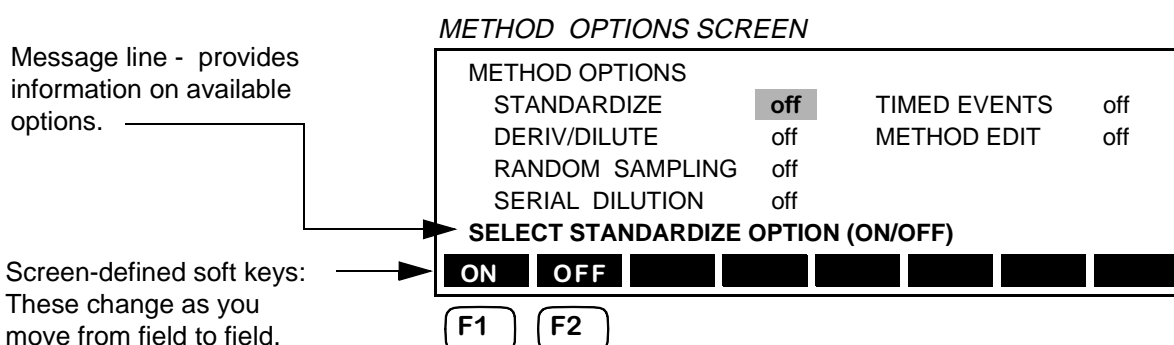 METHOD OPTIONS SCREEN
Message line - provides
information on available
options.
METHOD OPTIONS
STANDARDIZE off TIMED EVENTS off
DERIV/DILUTE off METHOD EDIT off
RANDOM SAMPLING off
SERIAL DILUTION off
SELECT STANDARDIZE OPTION (ON/OFF)
Screen-defined soft keys:
These change as you
move from field to field.
ON OFF
F1 F2